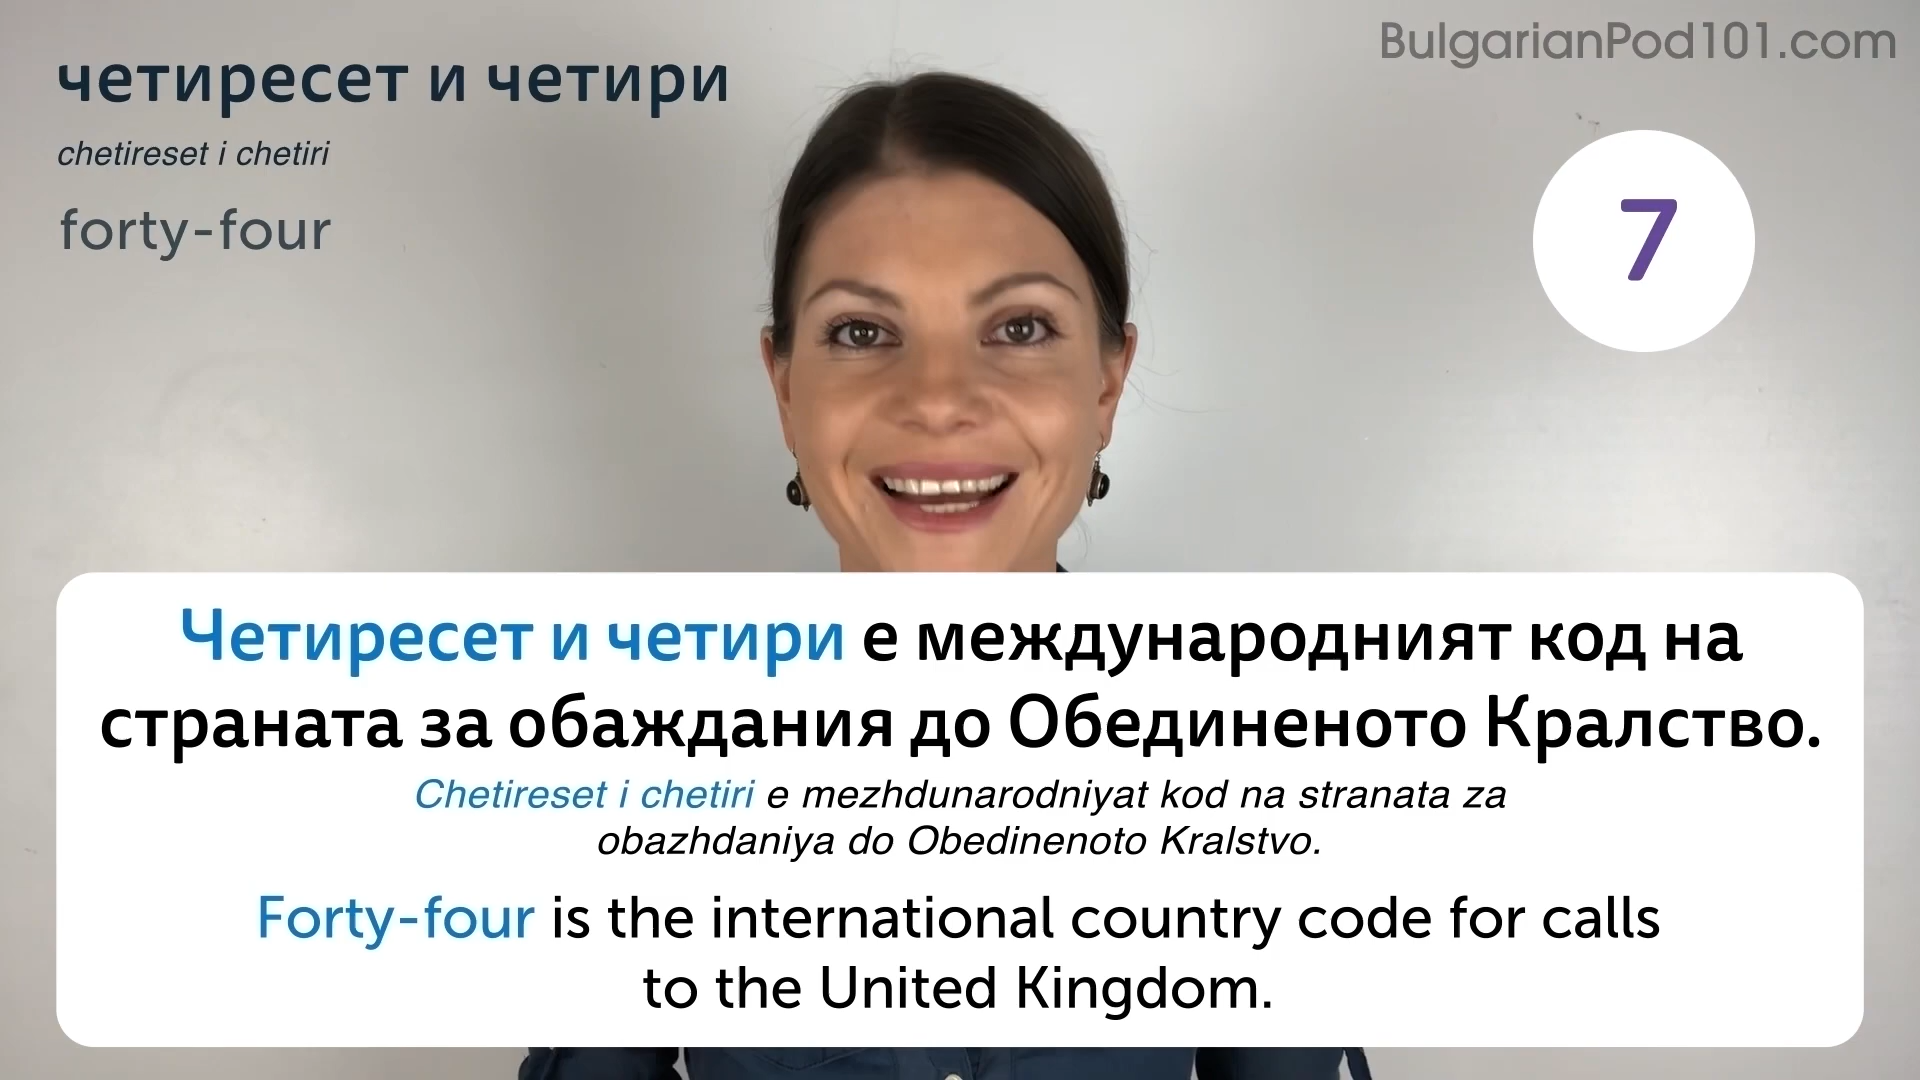 BulgarianPod101.com
четиресет и четири
chetireset i chetiri
forty-four
7
Четиресет и четири е международният код на
страната за обаждания до Обединеното Кралство.
Chetireset i chetiri e mezhdunarodniyat kod na stranata za
obazhdaniya do Obedinenoto Kralstvo.
Forty-four is the international country code for calls
to the United Kingdom.